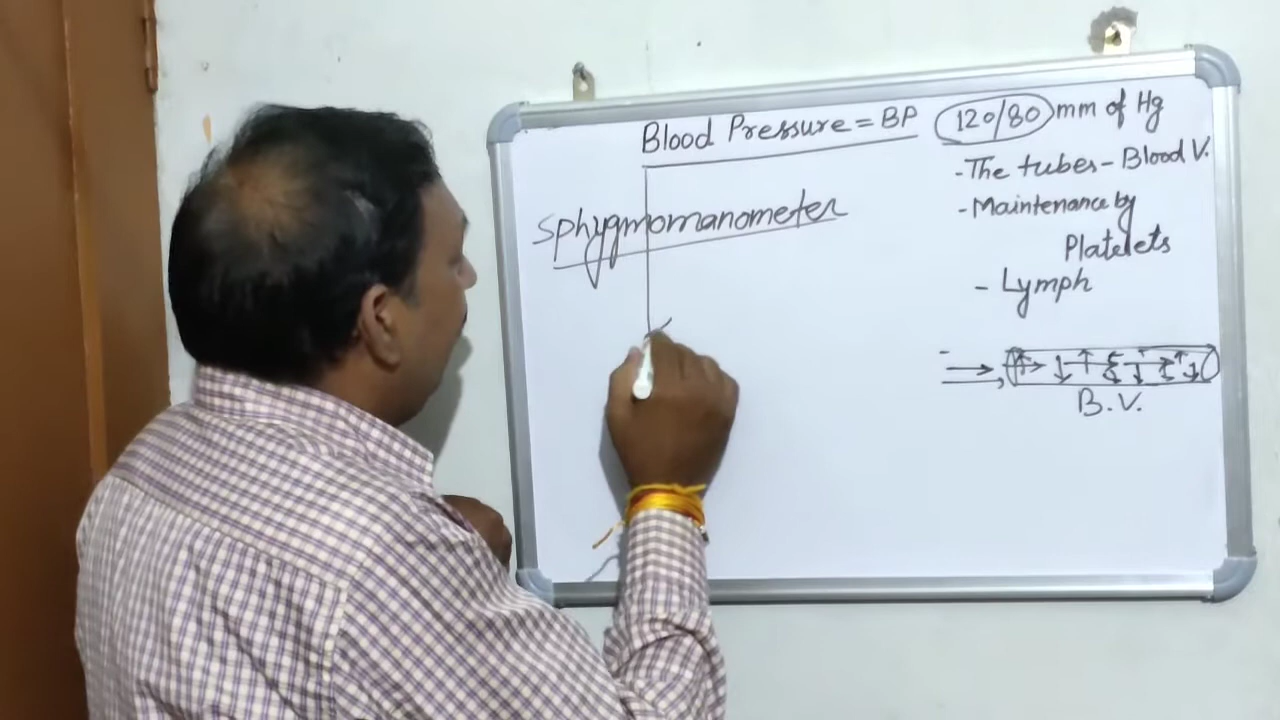 Blood Pressure = BP
120/80 mm of Hg
- The tubes - Blood V.
- Maintenance by
Platelets
- Lymph
Sphygmomanometer
B.V.